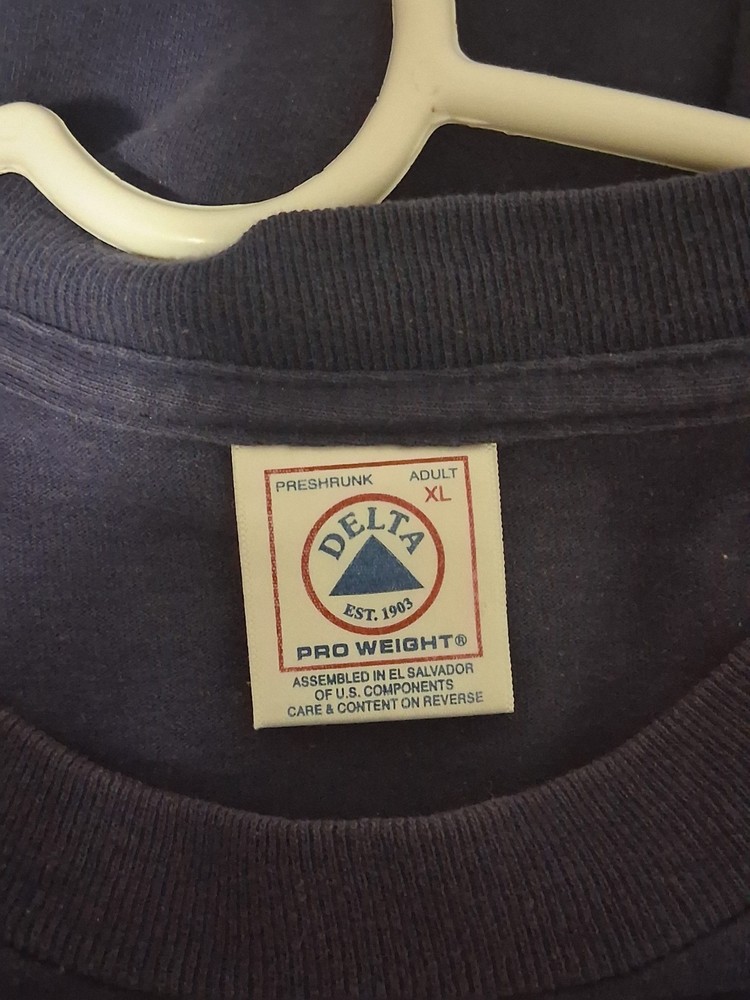 PRESHRUNK ADULT
XL
DELTA
EST. 1903
PRO WEIGHT®
ASSEMBLED IN EL SALVADOR
OF U.S. COMPONENTS
CARE & CONTENT ON REVERSE